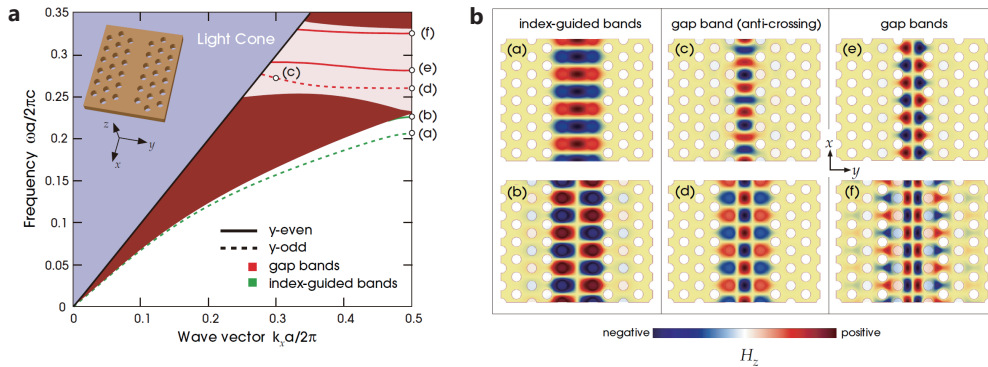 a
Frequency ωa/2πc
0.35
0.3
0.25
0.2
0.15
0.1
0.05
0
Light Cone
z
y
x
(f)
(e)
(c)
(d)
(b)
(a)
y-even
y-odd
gap bands
index-guided bands
0
0.1
0.2
0.3
0.4
0.5
Wave vector kₓa/2π
b
index-guided bands
gap band (anti-crossing)
gap bands
(a)
(c)
(e)
x
y
(b)
(d)
(f)
negative
positive
H_z